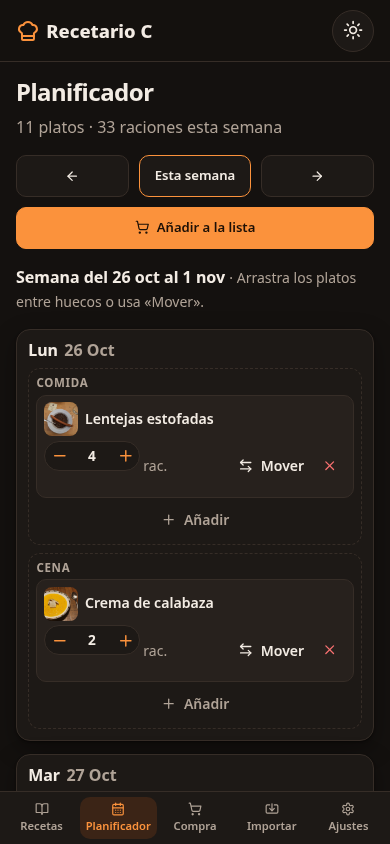 Recetario C
Planificador
11 platos · 33 raciones esta semana
Esta semana
Añadir a la lista
Semana del 26 oct al 1 nov · Arrastra los platos
entre huecos o usa «Mover».
Lun 26 Oct
COMIDA
Lentejas estofadas
4 rac. Mover
Añadir
CENA
Crema de calabaza
2 rac. Mover
Añadir
Mar 27 Oct
Recetas Planificador Compra Importar Ajustes